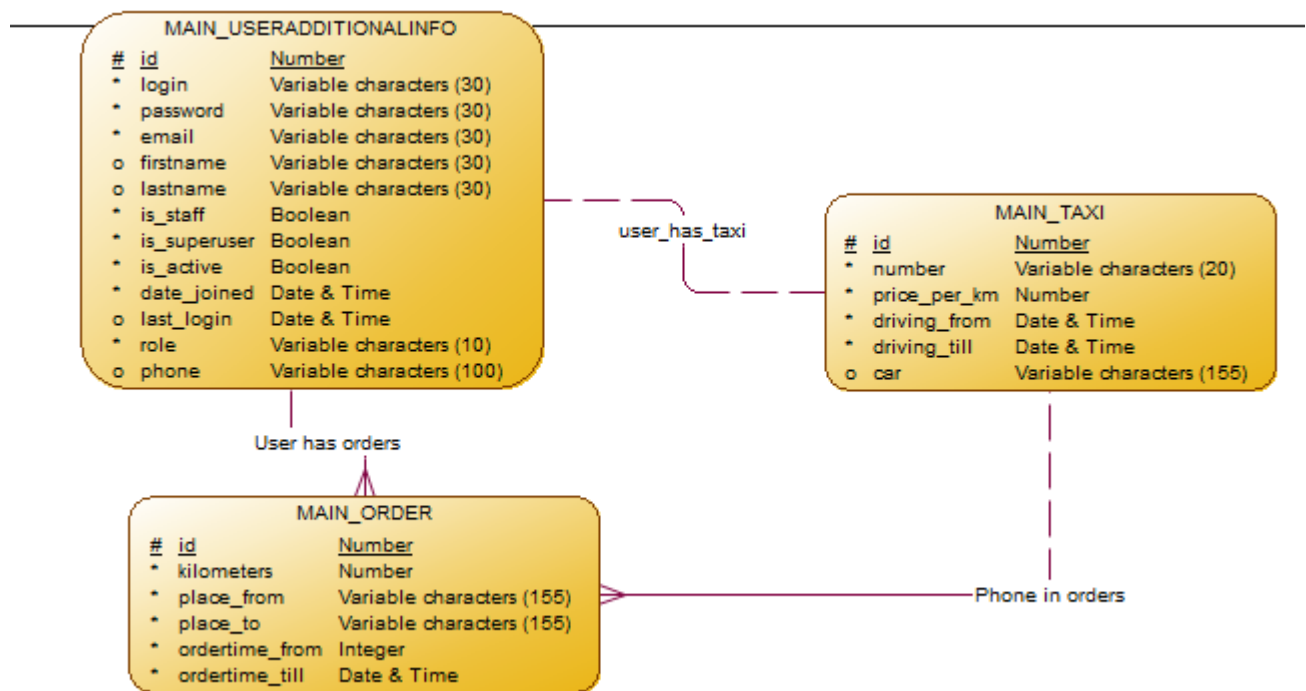 MAIN_USERADDITIONALINFO
# id Number
* login Variable characters (30)
* password Variable characters (30)
* email Variable characters (30)
o firstname Variable characters (30)
o lastname Variable characters (30)
* is_staff Boolean
* is_superuser Boolean
* is_active Boolean
* date_joined Date & Time
o last_login Date & Time
* role Variable characters (10)
o phone Variable characters (100)
user_has_taxi
MAIN_TAXI
# id Number
* number Variable characters (20)
* price_per_km Number
* driving_from Date & Time
* driving_till Date & Time
o car Variable characters (155)
User has orders
MAIN_ORDER
# id Number
* kilometers Number
* place_from Variable characters (155)
* place_to Variable characters (155)
* ordertime_from Integer
* ordertime_till Date & Time
Phone in orders